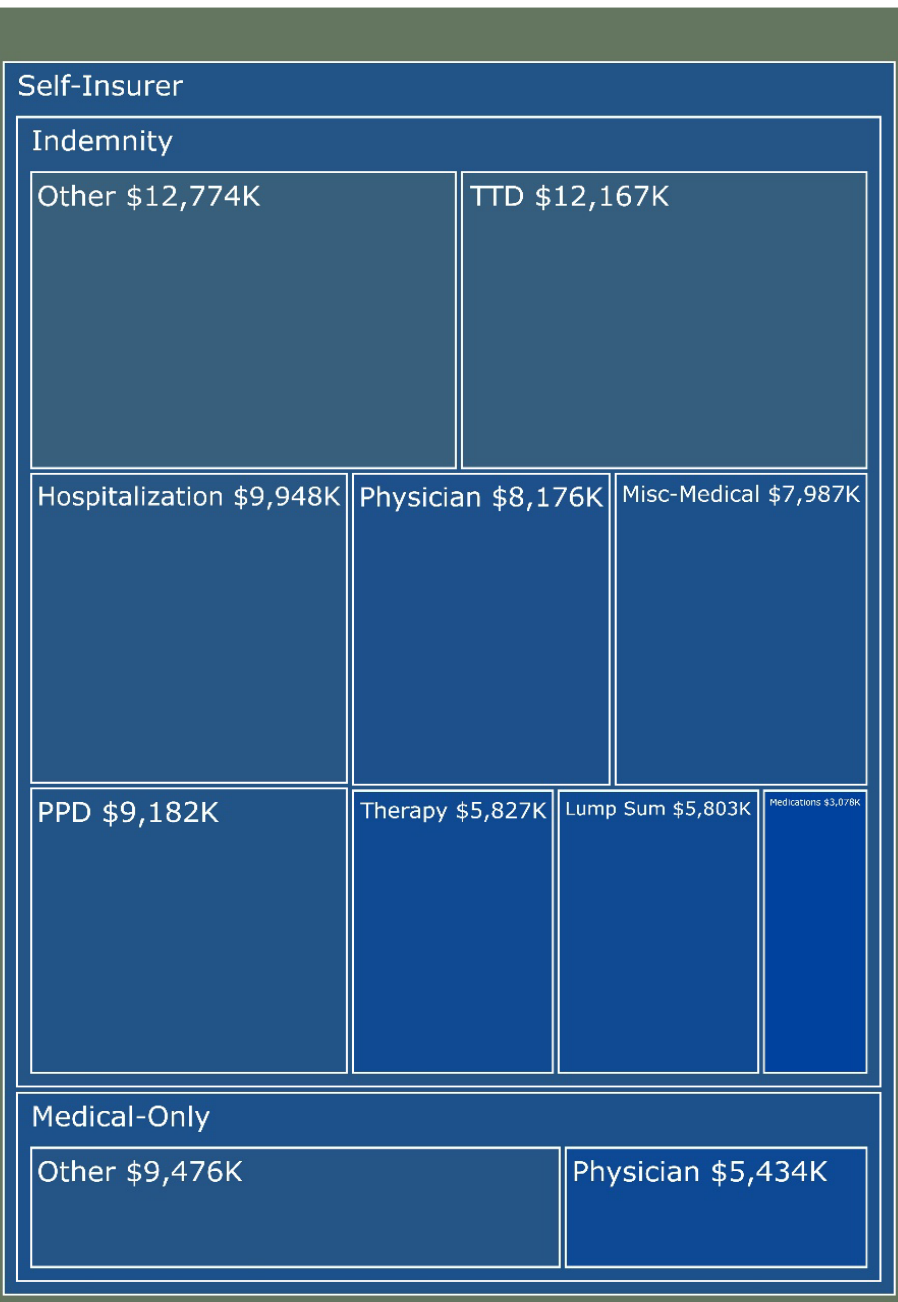 Self-Insurer
Indemnity
Other $12,774K
TTD $12,167K
Hospitalization $9,948K
Physician $8,176K
Misc-Medical $7,987K
PPD $9,182K
Therapy $5,827K
Lump Sum $5,803K
Medications $3,078K
Medical-Only
Other $9,476K
Physician $5,434K